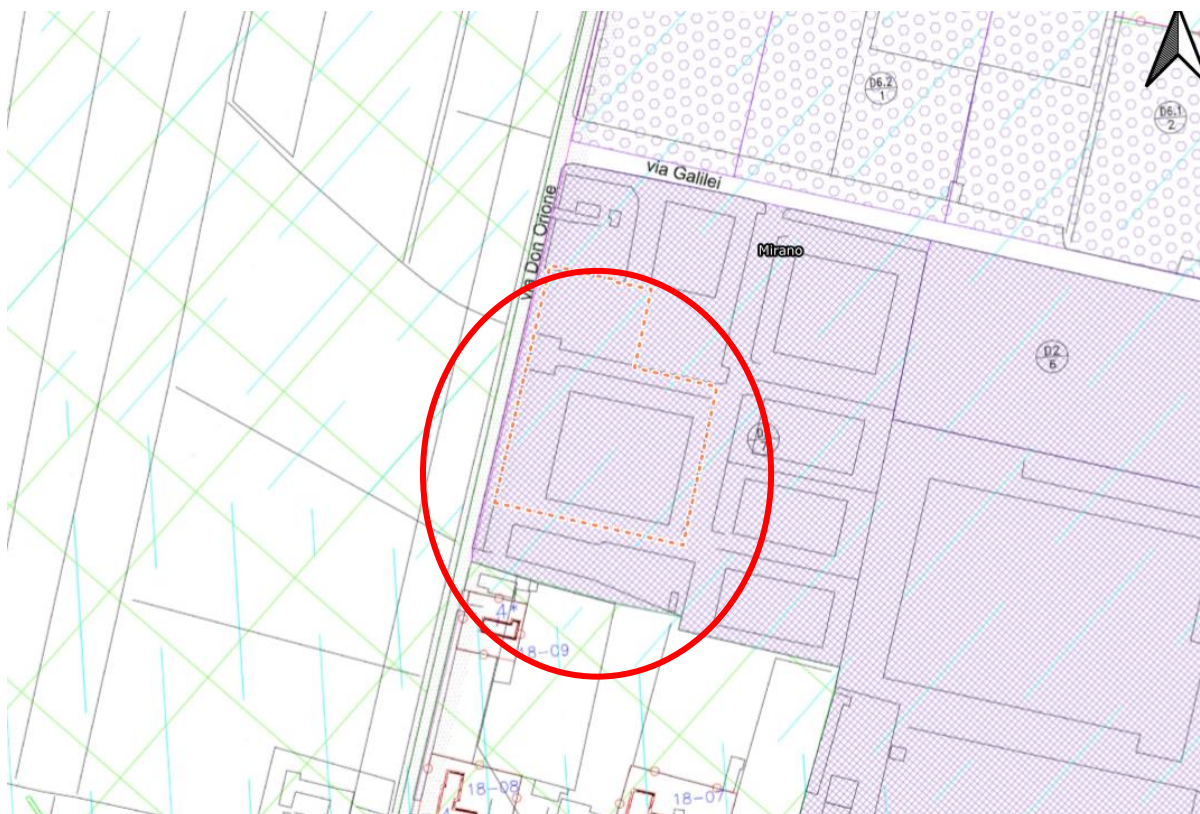 D6.2
1
D6.1
2
via Galilei
via Don Orione
Mirano
D2
6
4*
18-09
18-08
18-07